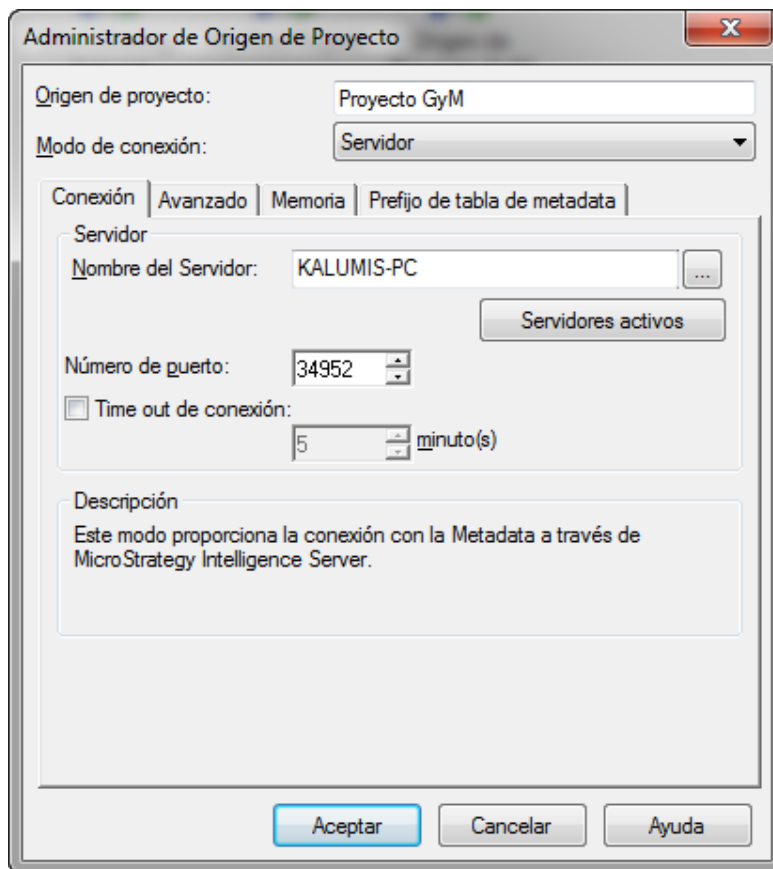 Administrador de Origen de Proyecto
Origen de proyecto: Proyecto GyM
Modo de conexión: Servidor
Conexión Avanzado Memoria Prefijo de tabla de metadata
Servidor
Nombre del Servidor: KALUMIS-PC ...
Servidores activos
Número de puerto: 34952
Time out de conexión:
5 minuto(s)
Descripción
Este modo proporciona la conexión con la Metadata a través de
MicroStrategy Intelligence Server.
Aceptar Cancelar Ayuda